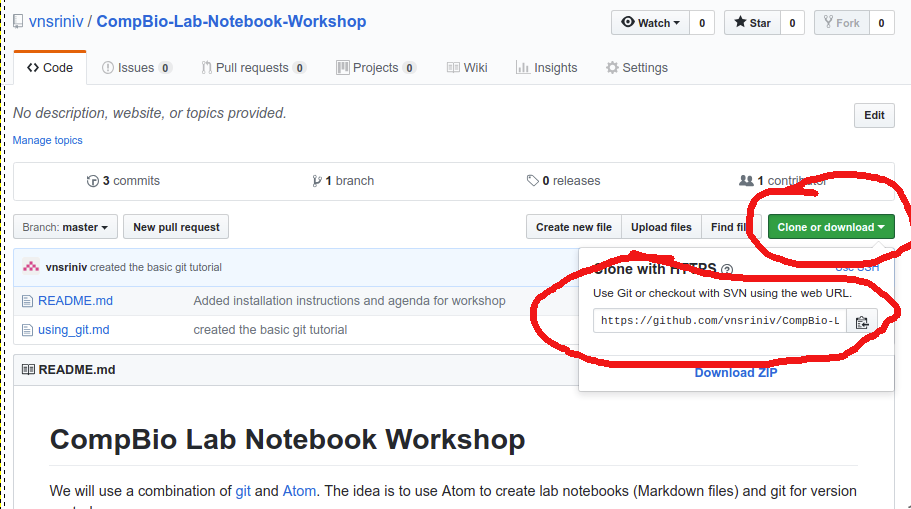 vnsriniv / CompBio-Lab-Notebook-Workshop
Watch 0 Star 0 Fork 0
Code Issues 0 Pull requests 0 Projects 0 Wiki Insights Settings
No description, website, or topics provided.
Edit
Manage topics
3 commits 1 branch 0 releases 1 contributor
Branch: master New pull request Create new file Upload files Find Clone or download
vnsriniv created the basic git tutorial
Clone with HTTPS Use SSH
README.md Added installation instructions and agenda for workshop
Use Git or checkout with SVN using the web URL.
using_git.md created the basic git tutorial
https://github.com/vnsriniv/CompBio-L
README.md
Download ZIP
CompBio Lab Notebook Workshop
We will use a combination of git and Atom. The idea is to use Atom to create lab notebooks (Markdown files) and git for version